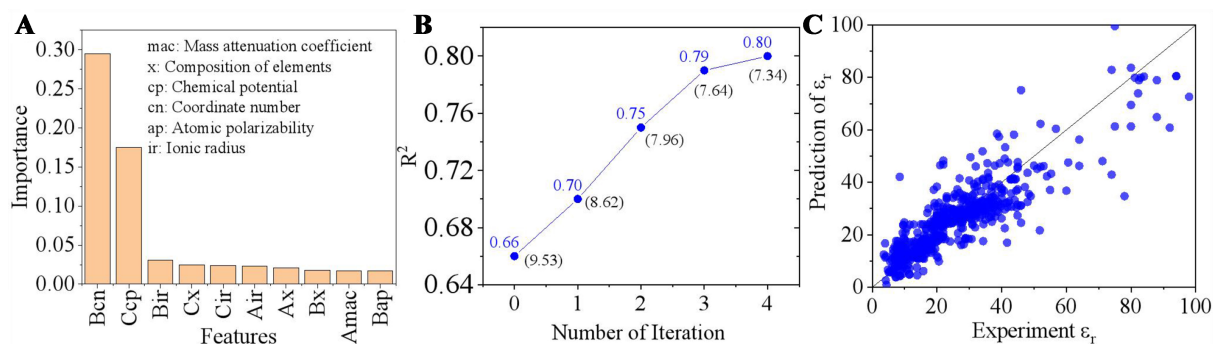 A
Importance
0.30
0.25
0.20
0.15
0.10
0.05
0.00
mac: Mass attenuation coefficient
x: Composition of elements
cp: Chemical potential
cn: Coordinate number
ap: Atomic polarizability
ir: Ionic radius
Bcn
Ccp
Bir
Cx
Cir
Air
Ax
Bx
Amac
Bap
Features
B
R²
0.80
0.76
0.72
0.68
0.64
0.66
(9.53)
0.70
(8.62)
0.75
(7.96)
0.79
(7.64)
0.80
(7.34)
0 1 2 3 4
Number of Iteration
C
Prediction of εr
100
80
60
40
20
0
0 20 40 60 80 100
Experiment εr